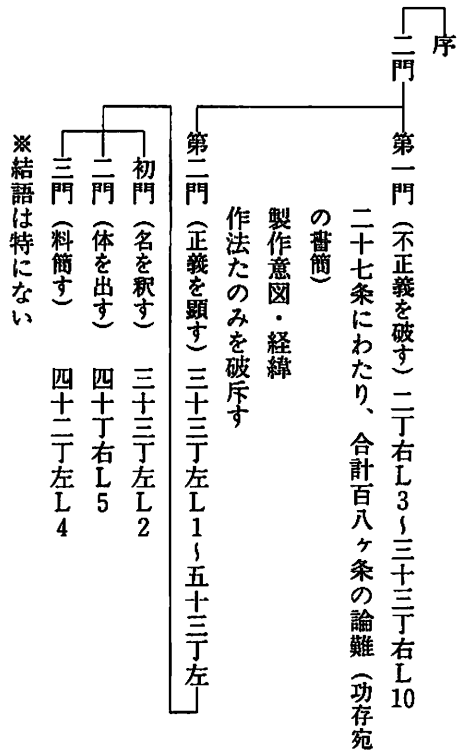 序
二門
第一門（不正義を破す）二丁右L3～三十三丁右L10
二十七条にわたり、合計百八ヶ条の論難（功存宛
の書簡）
製作意図・経緯
作法たのみを破斥す
第二門（正義を顕す）三十三丁左L1～五十三丁左
初門（名を釈す）　三十三丁左L2
二門（体を出す）　四十丁右L5
三門（料簡す）　四十二丁左L4
※結語は特にない